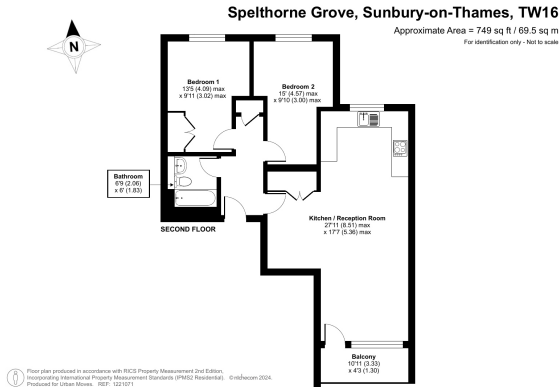 Spelthorne Grove, Sunbury-on-Thames, TW16
Approximate Area = 749 sq ft / 69.5 sq m
For identification only - Not to scale
N
Bedroom 1
13'5 (4.09) max
x 9'11 (3.02) max
Bedroom 2
15' (4.57) max
x 9'10 (3.00) max
Bathroom
6'9 (2.06)
x 6' (1.83)
SECOND FLOOR
Kitchen / Reception Room
27'11 (8.51) max
x 17'7 (5.36) max
Balcony
10'11 (3.33)
x 4'3 (1.30)
Floor plan produced in accordance with RICS Property Measurement 2nd Edition,
Incorporating International Property Measurement Standards (IPMS2 Residential). ©nichecom 2024.
Produced for Urban Moves. REF: 1221071